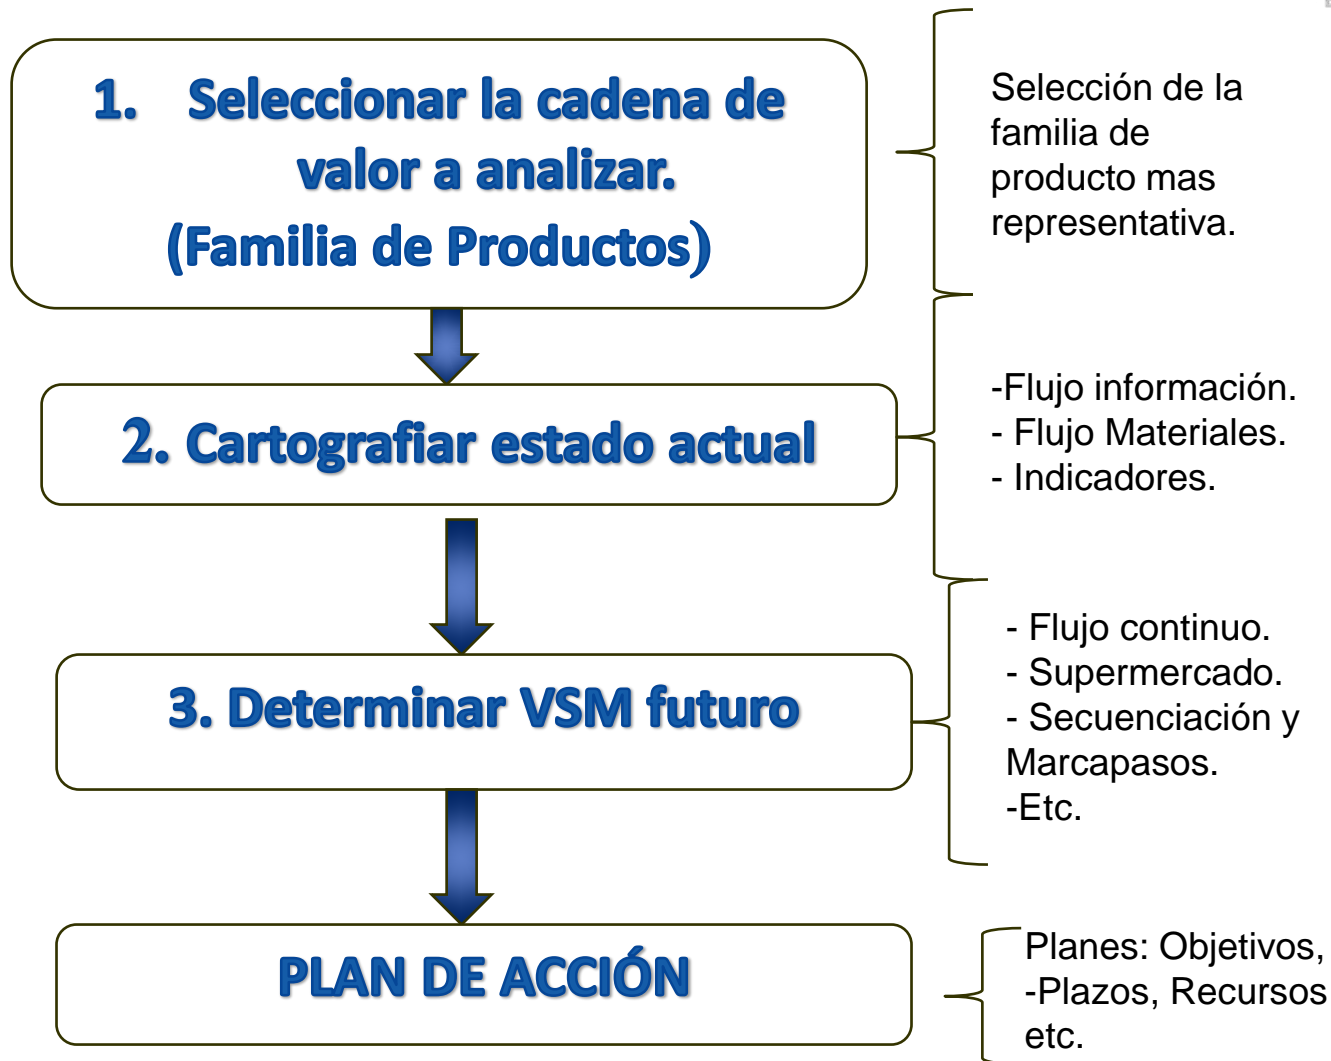 1. Seleccionar la cadena de
valor a analizar.
(Familia de Productos)
Selección de la
familia de
producto mas
representativa.
2. Cartografiar estado actual
-Flujo información.
- Flujo Materiales.
- Indicadores.
3. Determinar VSM futuro
- Flujo continuo.
- Supermercado.
- Secuenciación y
Marcapasos.
-Etc.
PLAN DE ACCIÓN
Planes: Objetivos,
-Plazos, Recursos
etc.